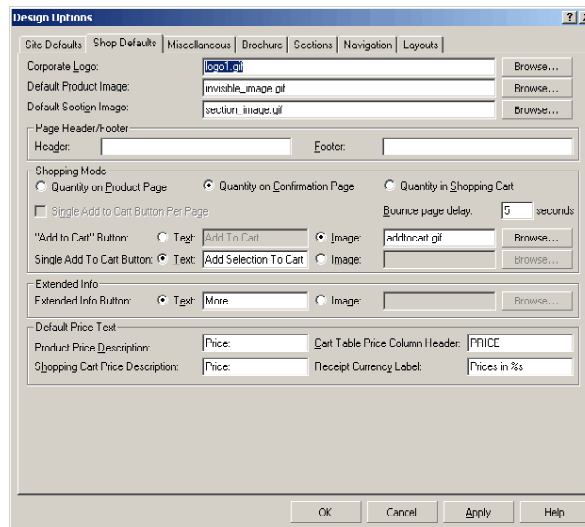 Design Options
Site Defaults Shop Defaults Miscellaneous Brochure Sections Navigation Layouts
Corporate Logo: logo1.gif Browse...
Default Product Image: invisible_image.gif Browse...
Default Section Image: section_image.gif Browse...
Page Header/Footer
Header: Footer:
Shopping Mode
Quantity on Product Page Quantity on Confirmation Page Quantity in Shopping Cart
Single Add to Cart Button Per Page Bounce page delay: 5 seconds
"Add to Cart" Button: Text: Add To Cart Image: addtocart.gif Browse...
Single Add To Cart Button: Text: Add Selection To Cart Image: Browse...
Extended Info
Extended Info Button: Text: More Image: Browse...
Default Price Text
Product Price Description: Price: Cart Table Price Column Header: PRICE
Shopping Cart Price Description: Price: Receipt Currency Label: Prices in %s
OK Cancel Apply Help